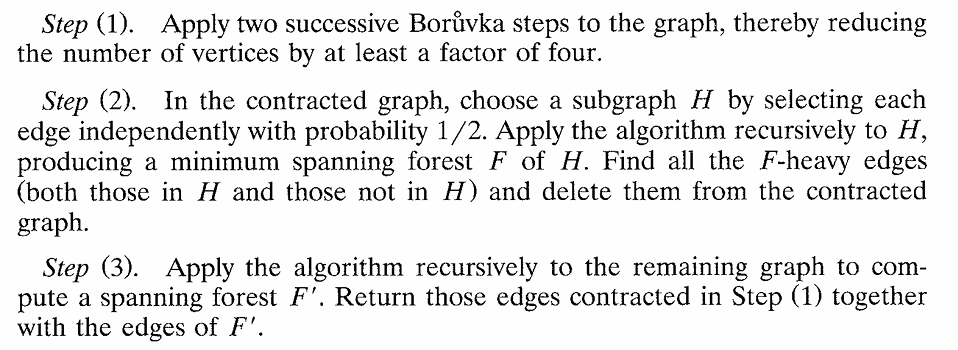 Step (1). Apply two successive Borůvka steps to the graph, thereby reducing
the number of vertices by at least a factor of four.
Step (2). In the contracted graph, choose a subgraph H by selecting each
edge independently with probability 1/2. Apply the algorithm recursively to H,
producing a minimum spanning forest F of H. Find all the F-heavy edges
(both those in H and those not in H) and delete them from the contracted
graph.
Step (3). Apply the algorithm recursively to the remaining graph to com-
pute a spanning forest F′. Return those edges contracted in Step (1) together
with the edges of F′.